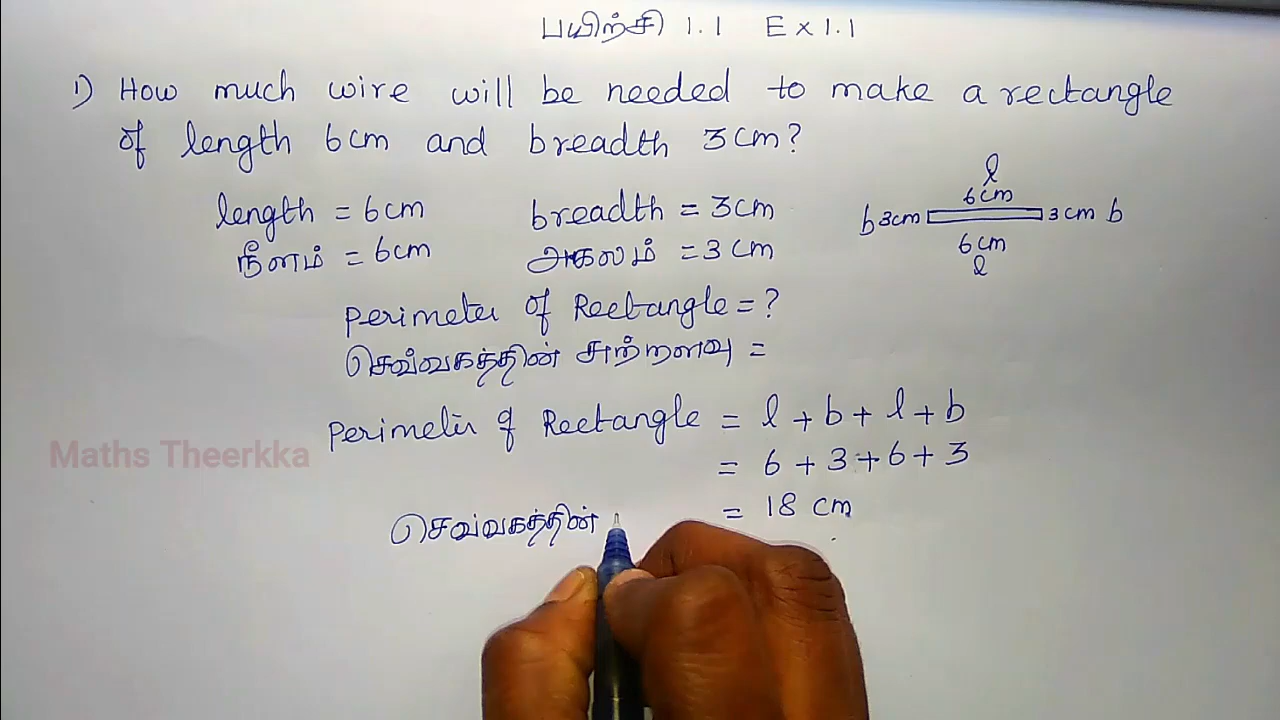 பயிற்சி 1.1 Ex 1.1
1) How much wire will be needed to make a rectangle
of length 6cm and breadth 3cm?
length = 6cm breadth = 3cm
நீளம் = 6cm அகலம் = 3cm
l
6cm
b 3cm 3cm b
6cm
l
Perimeter of Rectangle = ?
செவ்வகத்தின் சுற்றளவு =
Perimeter of Rectangle = l + b + l + b
= 6 + 3 + 6 + 3
= 18 cm
செவ்வகத்தின்
Maths Theerkka